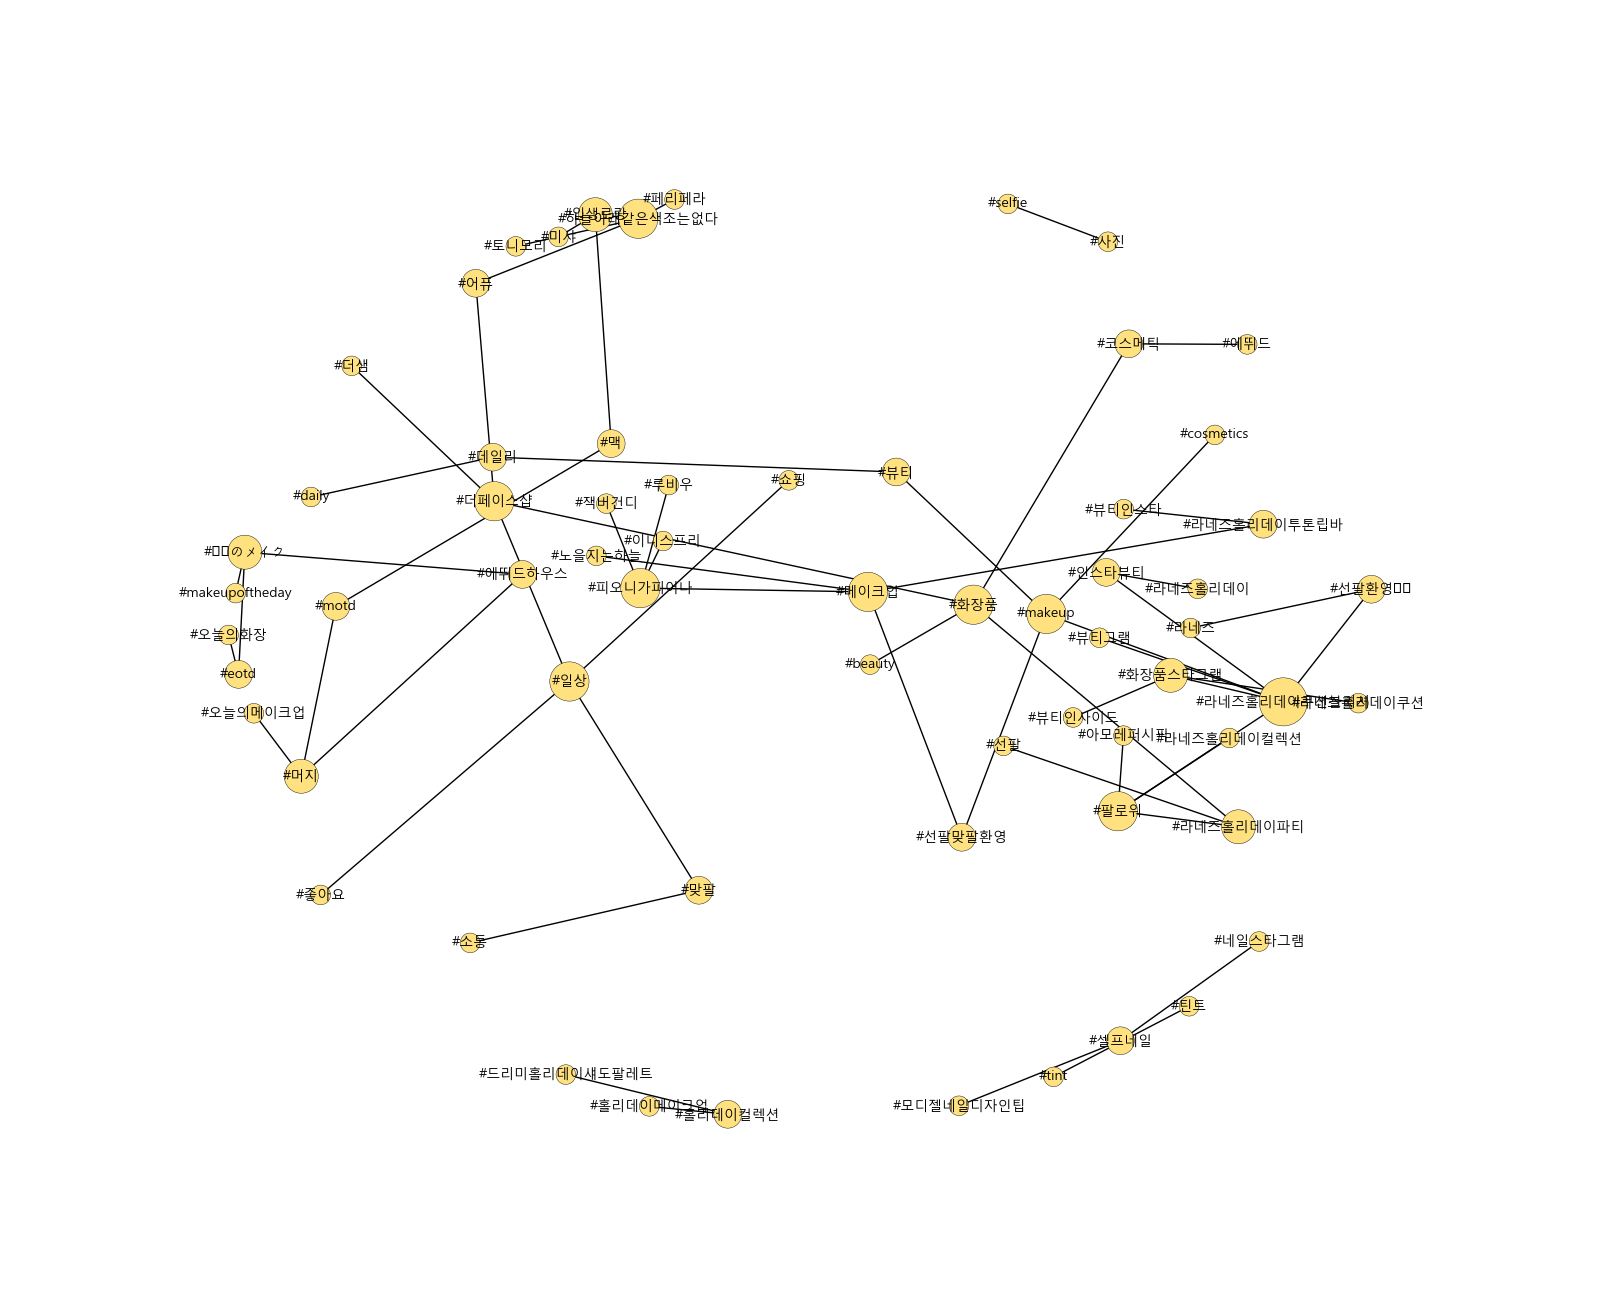 #페리페라
#selfie
#하늘아래같은색조는없다
#미샤
#토니모리
#사진
#어퓨
#코스메틱
#에뛰드
#더샘
#cosmetics
#맥
#데일리
#뷰티
#쇼핑
#루비우
#daily
#더페이스샵
#잭버건디
#뷰티인스타
#라네즈홀리데이투톤립바
#이니스프리
#のメイク
#노을지는하늘
#에뛰드하우스
#인스타뷰티
#피오니가피어나
#라네즈홀리데이
#선팔환영
#makeupoftheday
#메이크업
#motd
#화장품
#makeup
#라네즈
#오늘의화장
#뷰티그램
#beauty
#eotd
#화장품스타그램
#일상
#라네즈홀리데이쿠션
#오늘의메이크업
#뷰티인사이드
#아모레퍼시픽
#라네즈홀리데이컬렉션
#선팔
#머지
#팔로워
#라네즈홀리데이파티
#선팔맞팔환영
#좋아요
#맞팔
#소통
#네일스타그램
#틴트
#셀프네일
#드리미홀리데이섀도팔레트
#tint
#홀리데이메이크업
#모디젤네일디자인팁
#홀리데이컬렉션